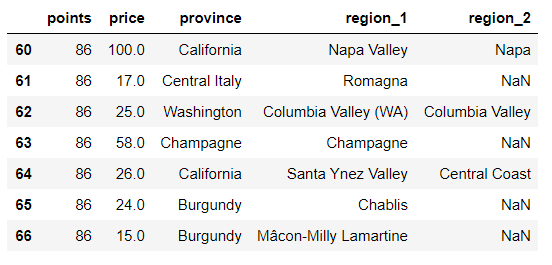 points price province region_1 region_2
60 86 100.0 California Napa Valley Napa
61 86 17.0 Central Italy Romagna NaN
62 86 25.0 Washington Columbia Valley (WA) Columbia Valley
63 86 58.0 Champagne Champagne NaN
64 86 26.0 California Santa Ynez Valley Central Coast
65 86 24.0 Burgundy Chablis NaN
66 86 15.0 Burgundy Mâcon-Milly Lamartine NaN